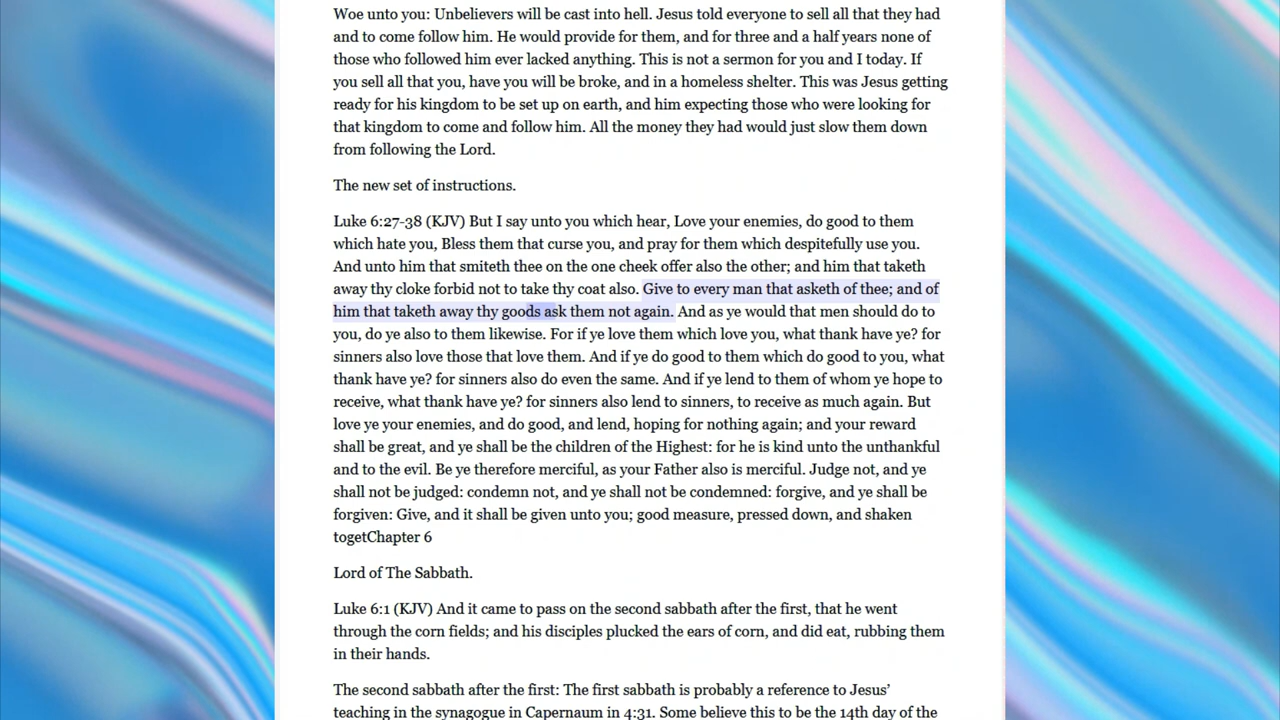 Woe unto you: Unbelievers will be cast into hell. Jesus told everyone to sell all that they had
and to come follow him. He would provide for them, and for three and a half years none of
those who followed him ever lacked anything. This is not a sermon for you and I today. If
you sell all that you, have you will be broke, and in a homeless shelter. This was Jesus getting
ready for his kingdom to be set up on earth, and him expecting those who were looking for
that kingdom to come and follow him. All the money they had would just slow them down
from following the Lord.
The new set of instructions.
Luke 6:27-38 (KJV) But I say unto you which hear, Love your enemies, do good to them
which hate you, Bless them that curse you, and pray for them which despitefully use you.
And unto him that smiteth thee on the one cheek offer also the other; and him that taketh
away thy cloke forbid not to take thy coat also. Give to every man that asketh of thee; and of
him that taketh away thy goods ask them not again. And as ye would that men should do to
you, do ye also to them likewise. For if ye love them which love you, what thank have ye? for
sinners also love those that love them. And if ye do good to them which do good to you, what
thank have ye? for sinners also do even the same. And if ye lend to them of whom ye hope to
receive, what thank have ye? for sinners also lend to sinners, to receive as much again. But
love ye your enemies, and do good, and lend, hoping for nothing again; and your reward
shall be great, and ye shall be the children of the Highest: for he is kind unto the unthankful
and to the evil. Be ye therefore merciful, as your Father also is merciful. Judge not, and ye
shall not be judged: condemn not, and ye shall not be condemned: forgive, and ye shall be
forgiven: Give, and it shall be given unto you; good measure, pressed down, and shaken
togetChapter 6
Lord of The Sabbath.
Luke 6:1 (KJV) And it came to pass on the second sabbath after the first, that he went
through the corn fields; and his disciples plucked the ears of corn, and did eat, rubbing them
in their hands.
The second sabbath after the first: The first sabbath is probably a reference to Jesus’
teaching in the synagogue in Capernaum in 4:31. Some believe this to be the 14th day of the